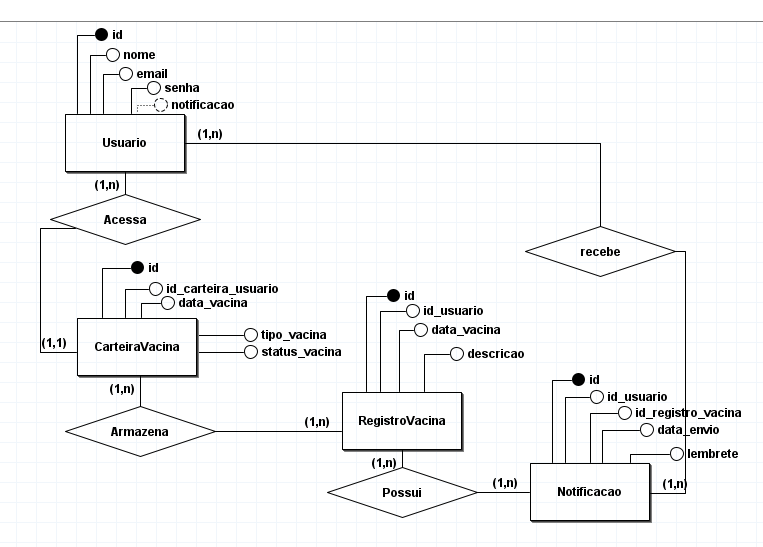 id
nome
email
senha
notificacao
Usuario
(1,n)
(1,n)
Acessa
recebe
id
id_carteira_usuario
data_vacina
tipo_vacina
status_vacina
(1,1)
CarteiraVacina
(1,n)
Armazena
(1,n)
id
id_usuario
data_vacina
descricao
RegistroVacina
(1,n)
Possui
(1,n)
id
id_usuario
id_registro_vacina
data_envio
lembrete
Notificacao
(1,n)